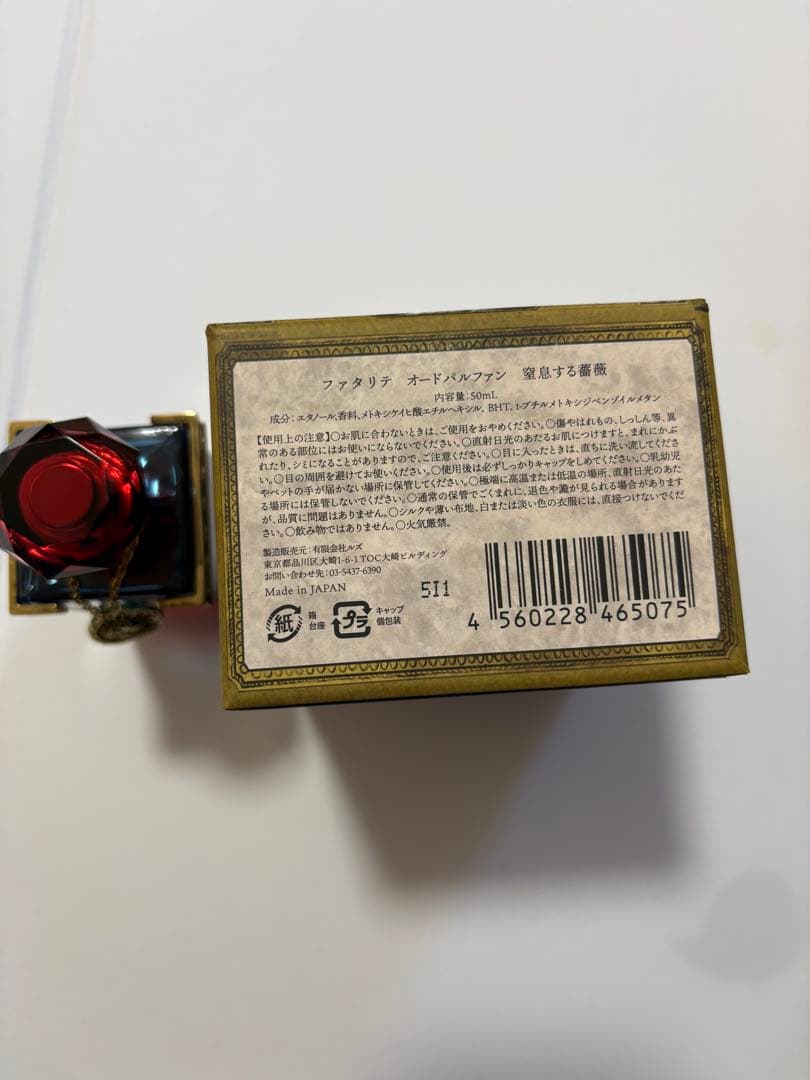 ファタリテ　オードパルファン　窒息する薔薇
内容量:50mL
成分:エタノール、香料、メトキシケイヒ酸エチルヘキシル、BHT、t-ブチルメトキシジベンゾイルメタン
【使用上の注意】○お肌に合わないときは、ご使用をおやめください。○傷やはれもの、しっしん等、異
常のある部位にはお使いにならないでください。○直射日光のあたるお肌につけますと、まれにかぶ
れたり、シミになることがありますので、ご注意ください。○目に入ったときは、直ちに洗い流してくださ
い。○目の周囲を避けてお使いください。○使用後は必ずしっかりキャップをしめてください。○乳幼児
やペットの手が届かない場所に保管してください。○極端に高温または低温の場所、直射日光のあた
る場所には保管しないでください。○通常の保管でごくまれに、退色や澱が見られる場合があります
が、品質に問題はありません。○シルクや薄い布地、白または淡い色の衣服には、直接つけないでくだ
さい。○飲み物ではありません。○火気厳禁。
製造販売元:有限会社ルズ
東京都品川区大崎1-6-1 TOC大崎ビルディング
お問い合わせ先:03-5437-6390
Made in JAPAN
5I1
紙
箱
台座
プラ
キャップ
個包装
4 560228 465075